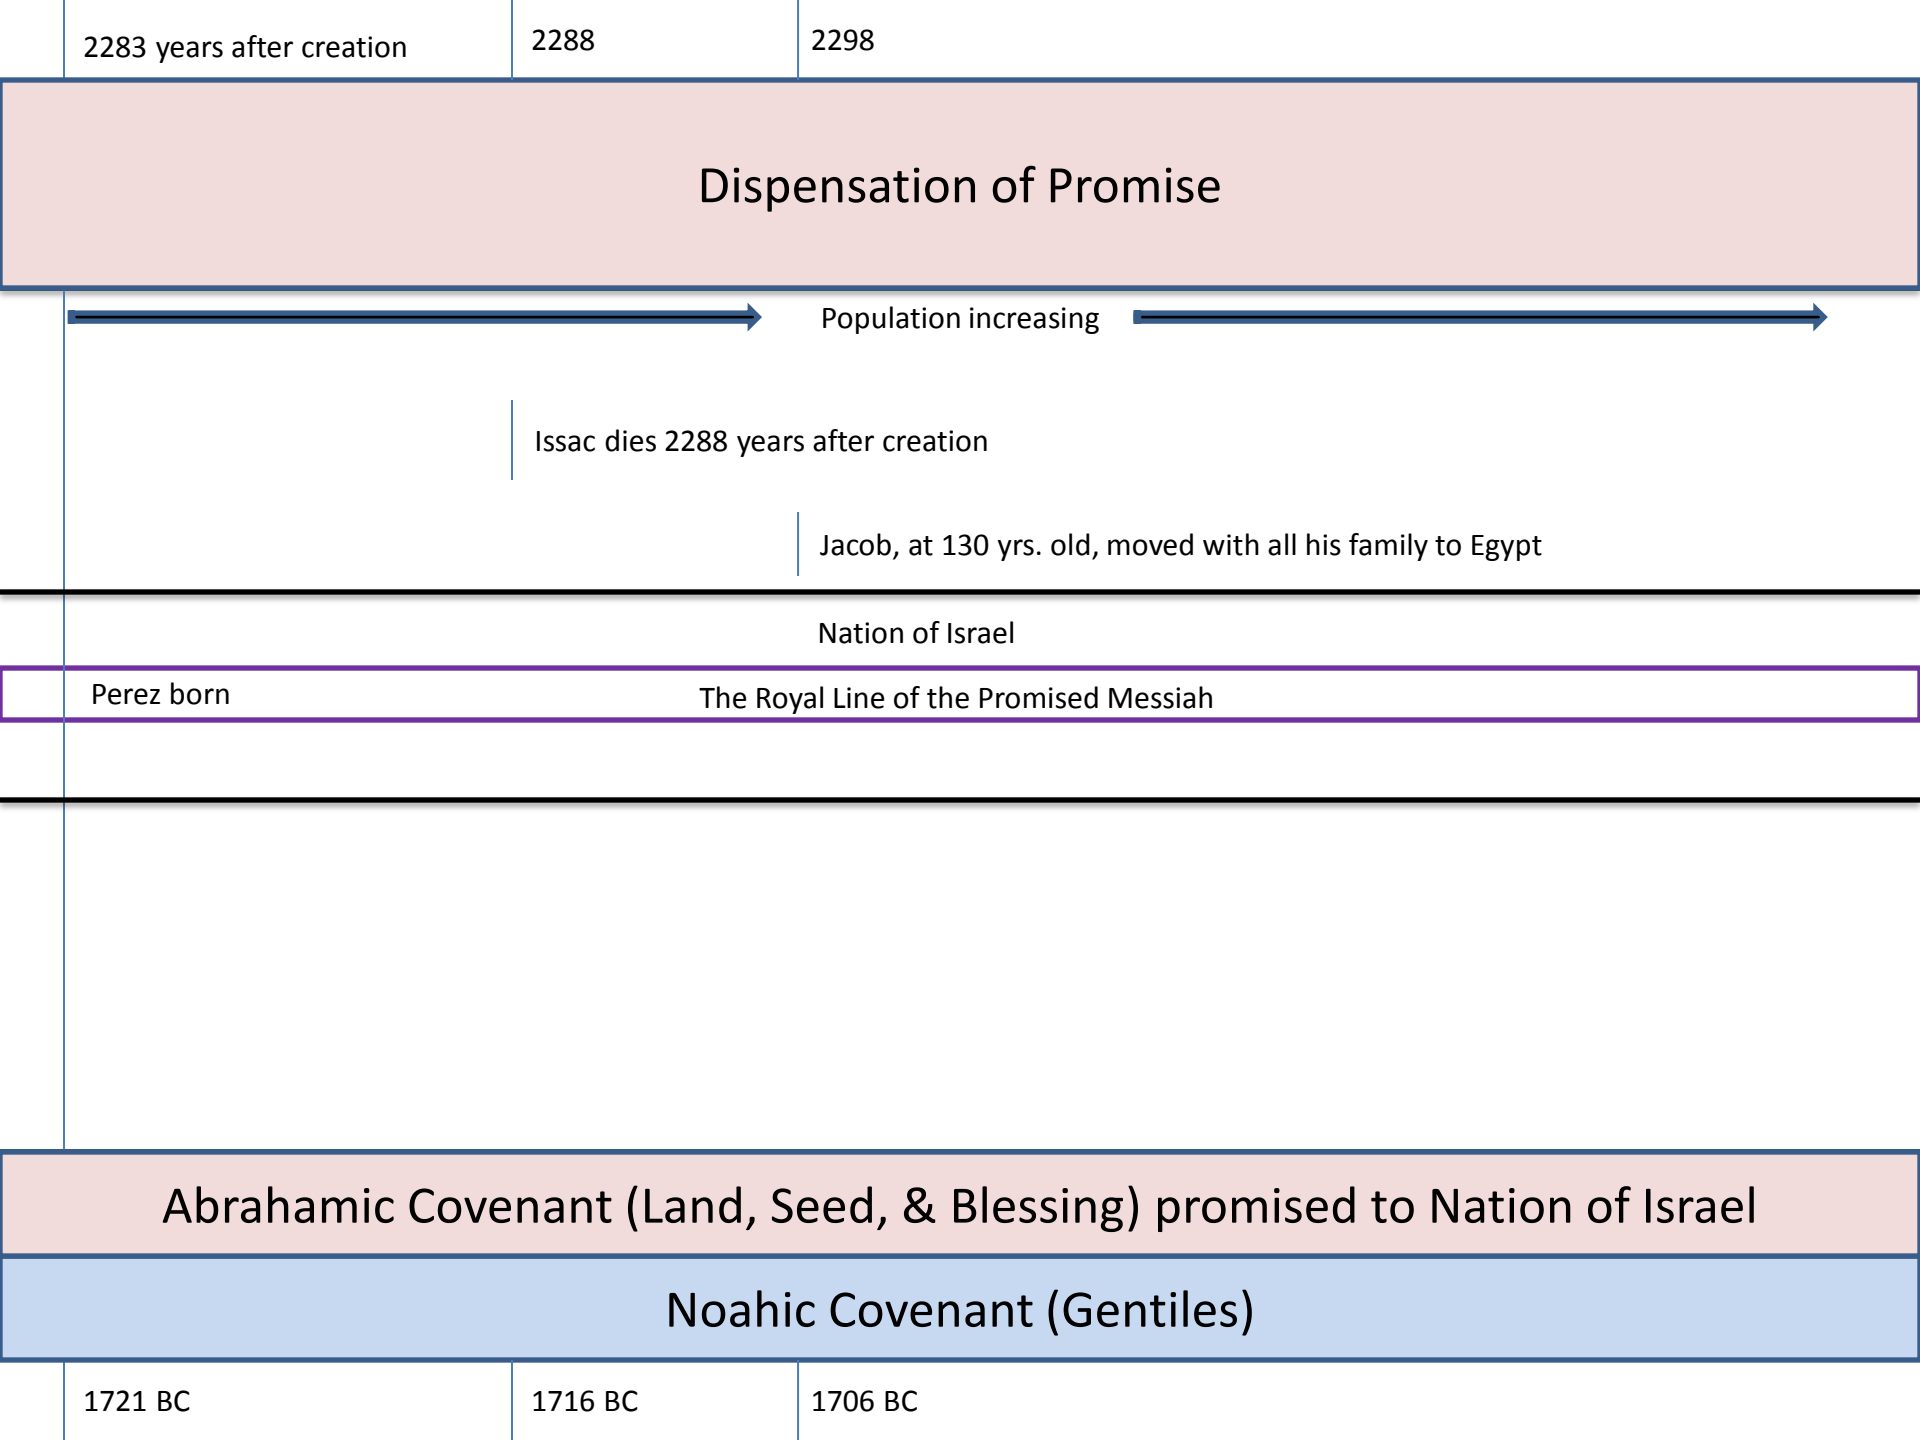 2283 years after creation
2288
2298
Dispensation of Promise
Population increasing
Issac dies 2288 years after creation
Jacob, at 130 yrs. old, moved with all his family to Egypt
Nation of Israel
Perez born
The Royal Line of the Promised Messiah
Abrahamic Covenant (Land, Seed, & Blessing) promised to Nation of Israel
Noahic Covenant (Gentiles)
1721 BC
1716 BC
1706 BC